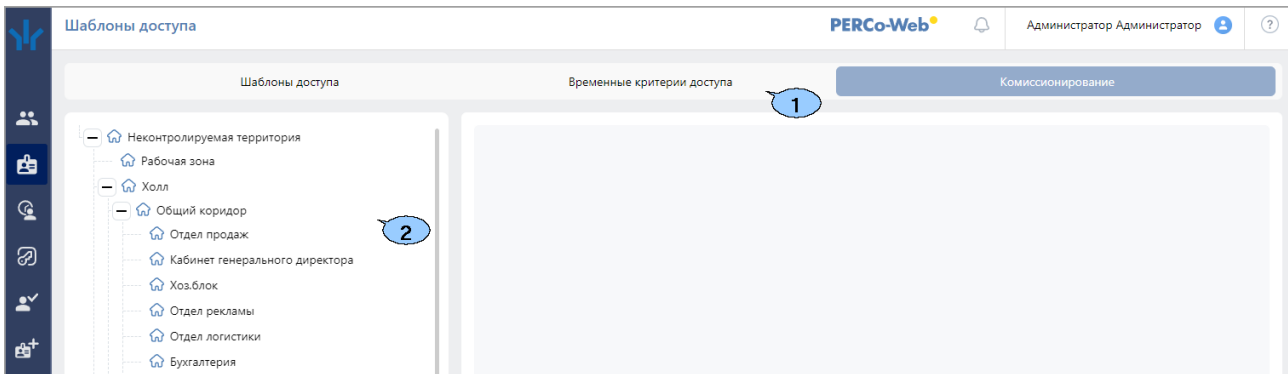 Шаблоны доступа PERCo-Web Администратор Администратор ?
Шаблоны доступа Временные критерии доступа Комиссионирование
1
Неконтролируемая территория
Рабочая зона
Холл
Общий коридор
2
Отдел продаж
Кабинет генерального директора
Хоз.блок
Отдел рекламы
Отдел логистики
Бухгалтерия